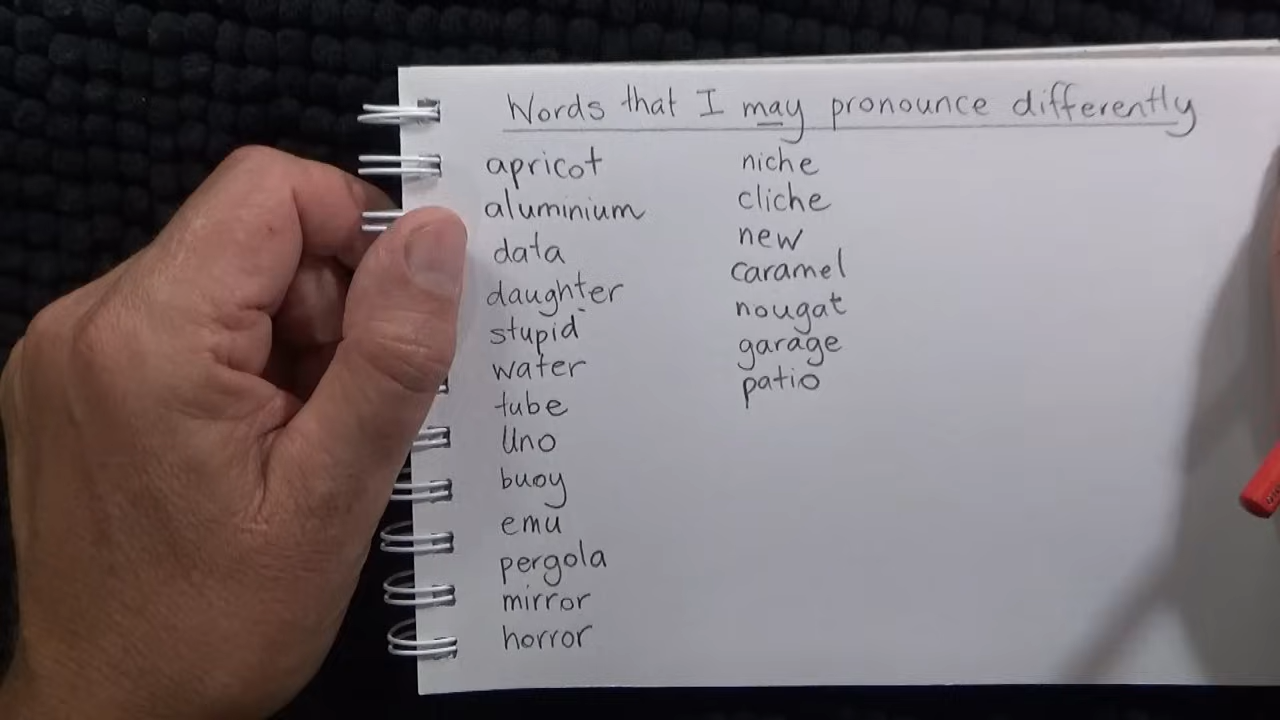 Words that I may pronounce differently
apricot
aluminium
data
daughter
stupid
water
tube
Uno
buoy
emu
pergola
mirror
horror
niche
cliche
new
caramel
nougat
garage
patio